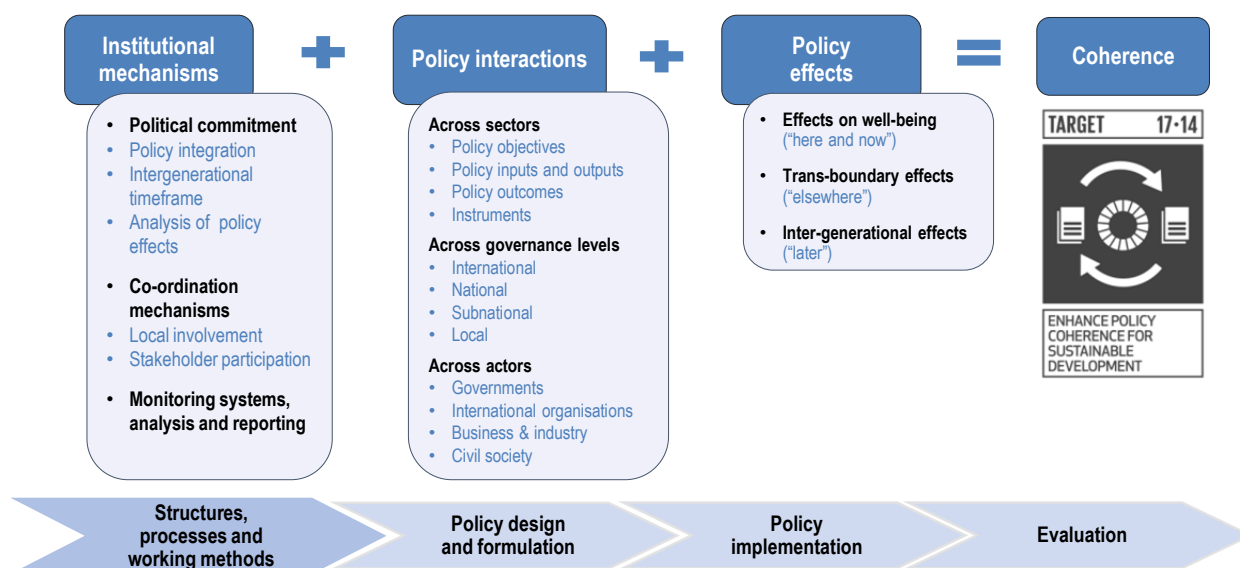 Institutional
mechanisms
• Political commitment
• Policy integration
• Intergenerational
timeframe
• Analysis of policy
effects
• Co-ordination
mechanisms
• Local involvement
• Stakeholder participation
• Monitoring systems,
analysis and reporting
+
Policy interactions
Across sectors
• Policy objectives
• Policy inputs and outputs
• Policy outcomes
• Instruments
Across governance levels
• International
• National
• Subnational
• Local
Across actors
• Governments
• International organisations
• Business & industry
• Civil society
+
Policy
effects
• Effects on well-being
(“here and now”)
• Trans-boundary effects
(“elsewhere”)
• Inter-generational effects
(“later”)
=
Coherence
TARGET 17·14
ENHANCE POLICY
COHERENCE FOR
SUSTAINABLE
DEVELOPMENT
Structures,
processes and
working methods
Policy design
and formulation
Policy
implementation
Evaluation